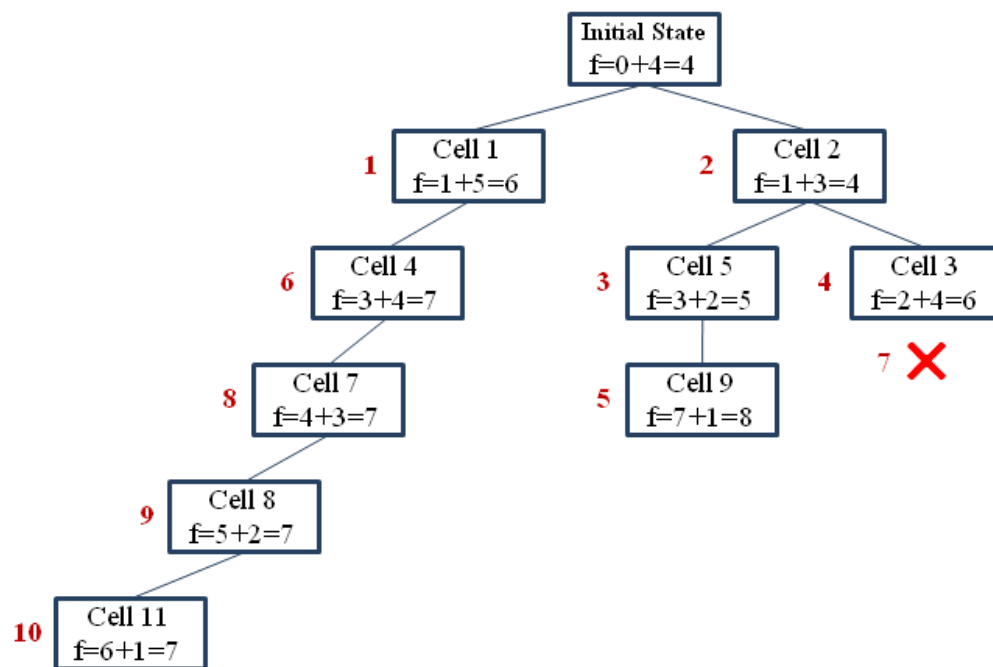 Initial State
f=0+4=4
1
Cell 1
f=1+5=6
2
Cell 2
f=1+3=4
6
Cell 4
f=3+4=7
3
Cell 5
f=3+2=5
4
Cell 3
f=2+4=6
7
8
Cell 7
f=4+3=7
5
Cell 9
f=7+1=8
9
Cell 8
f=5+2=7
10
Cell 11
f=6+1=7